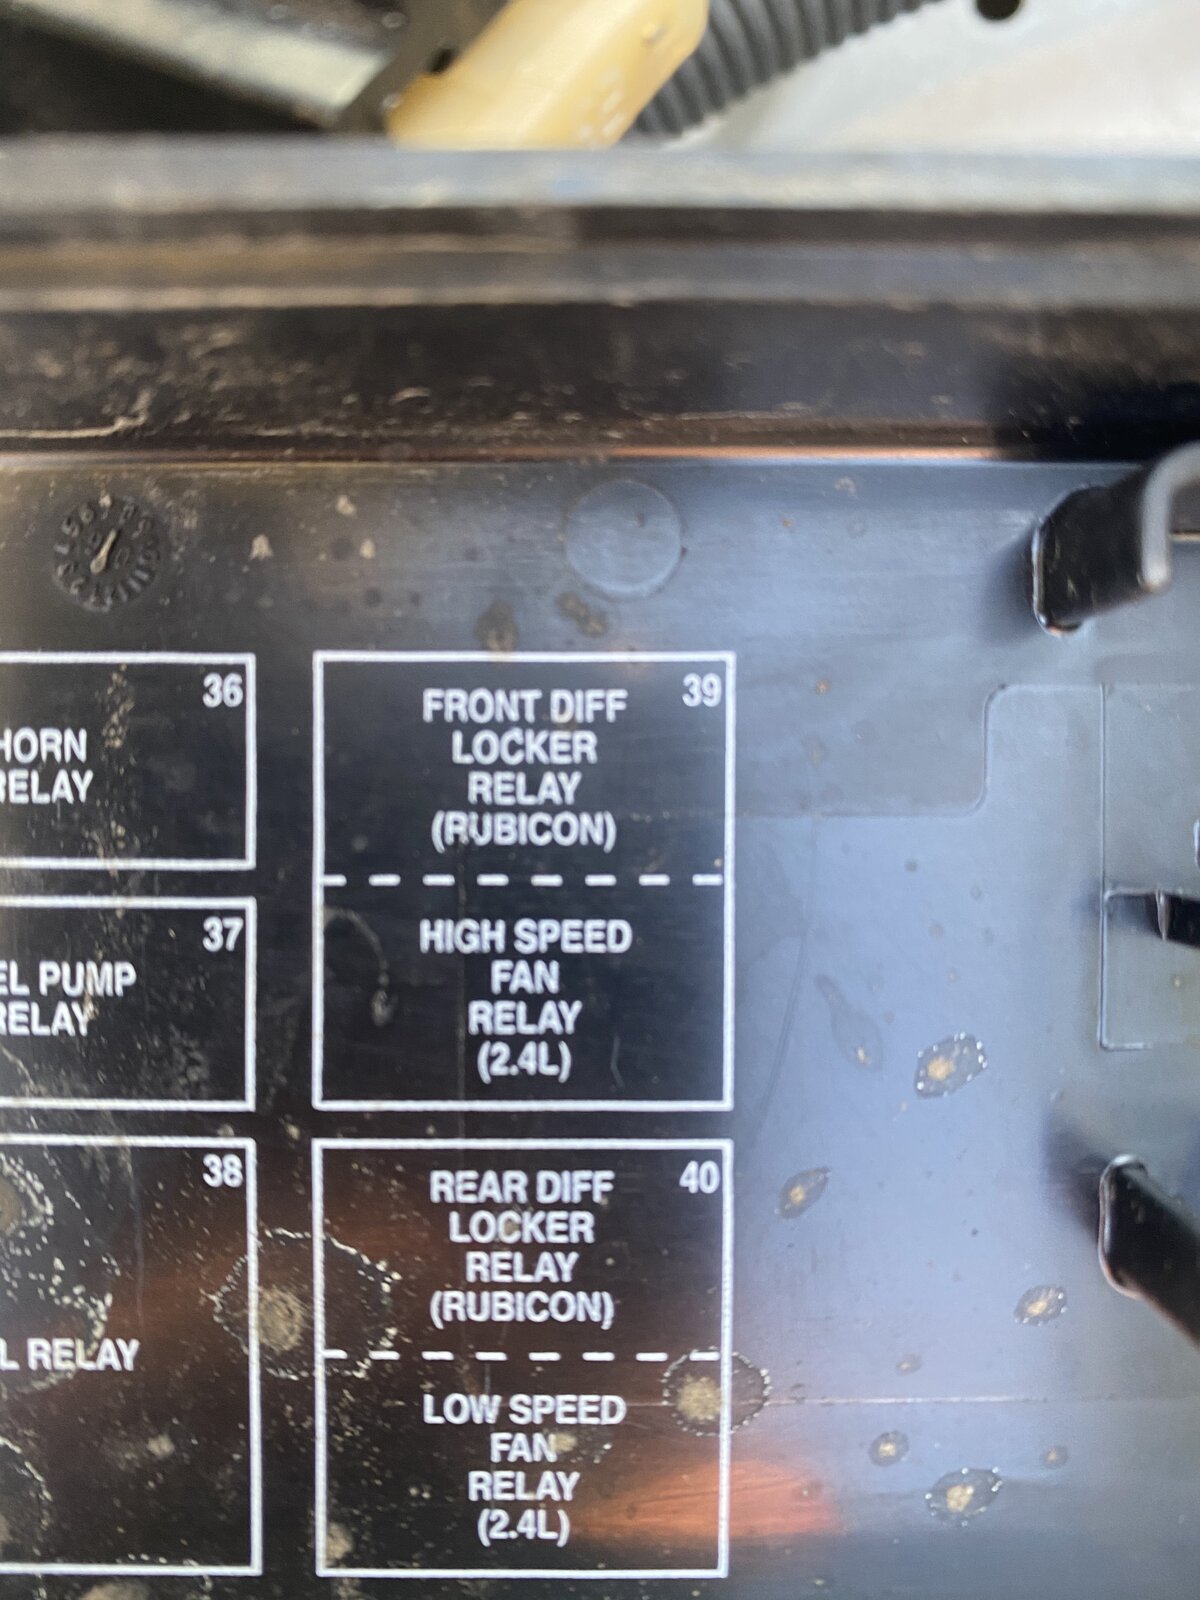 36
HORN
RELAY
37
EL PUMP
RELAY
38
L RELAY
39
FRONT DIFF
LOCKER
RELAY
(RUBICON)
HIGH SPEED
FAN
RELAY
(2.4L)
40
REAR DIFF
LOCKER
RELAY
(RUBICON)
LOW SPEED
FAN
RELAY
(2.4L)